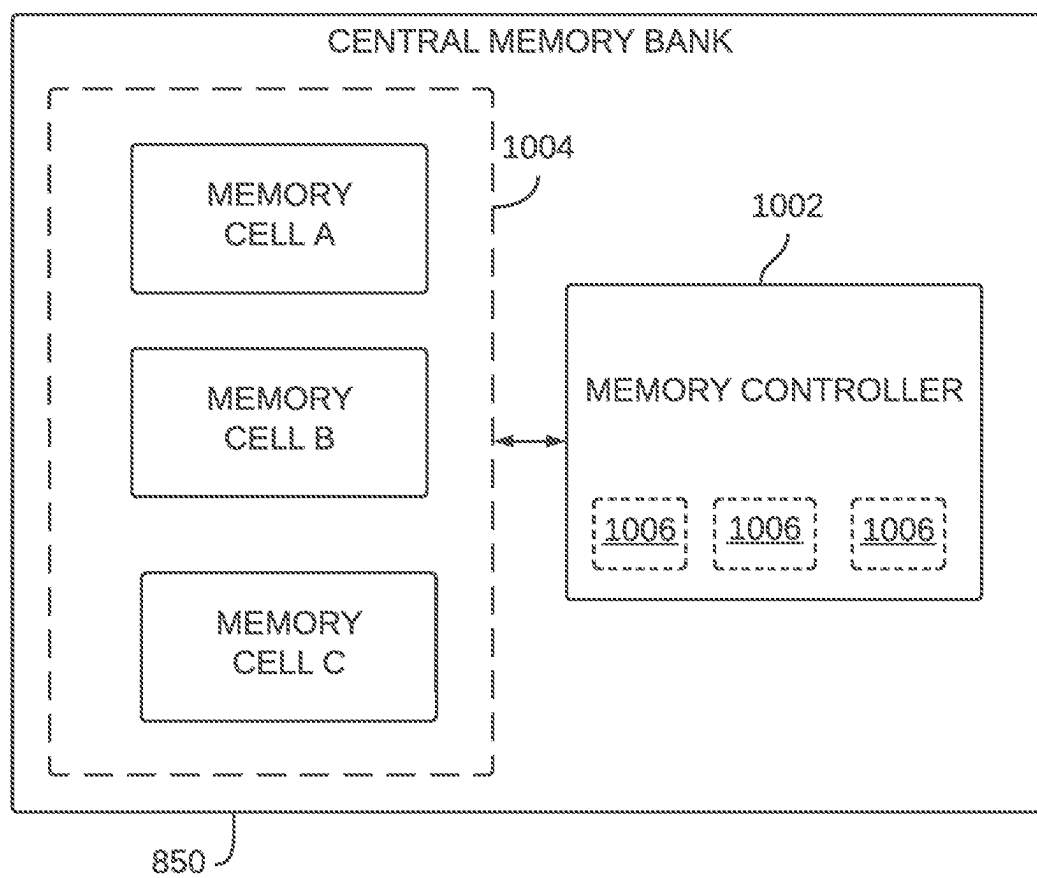 CENTRAL MEMORY BANK
1004
MEMORY
CELL A
1002
MEMORY
CELL B
MEMORY CONTROLLER
1006 1006 1006
MEMORY
CELL C
850